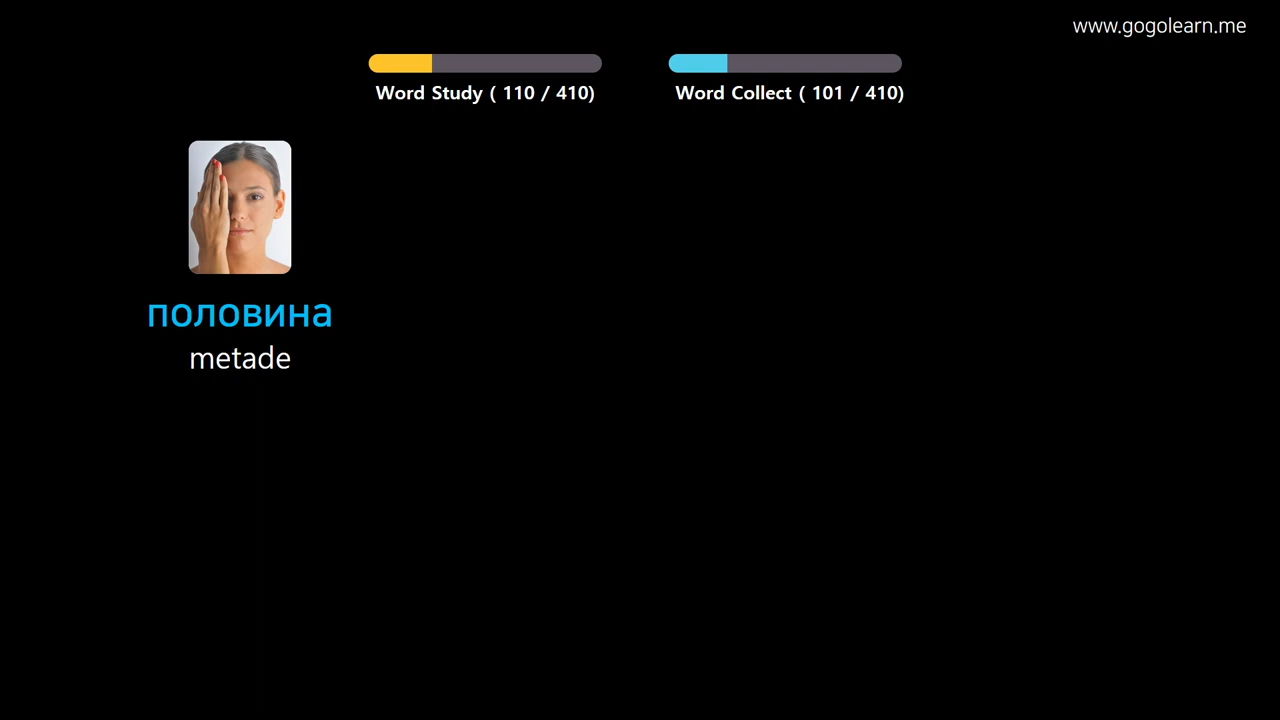 www.gogolearn.me
Word Study ( 110 / 410)
Word Collect ( 101 / 410)
половина
metade